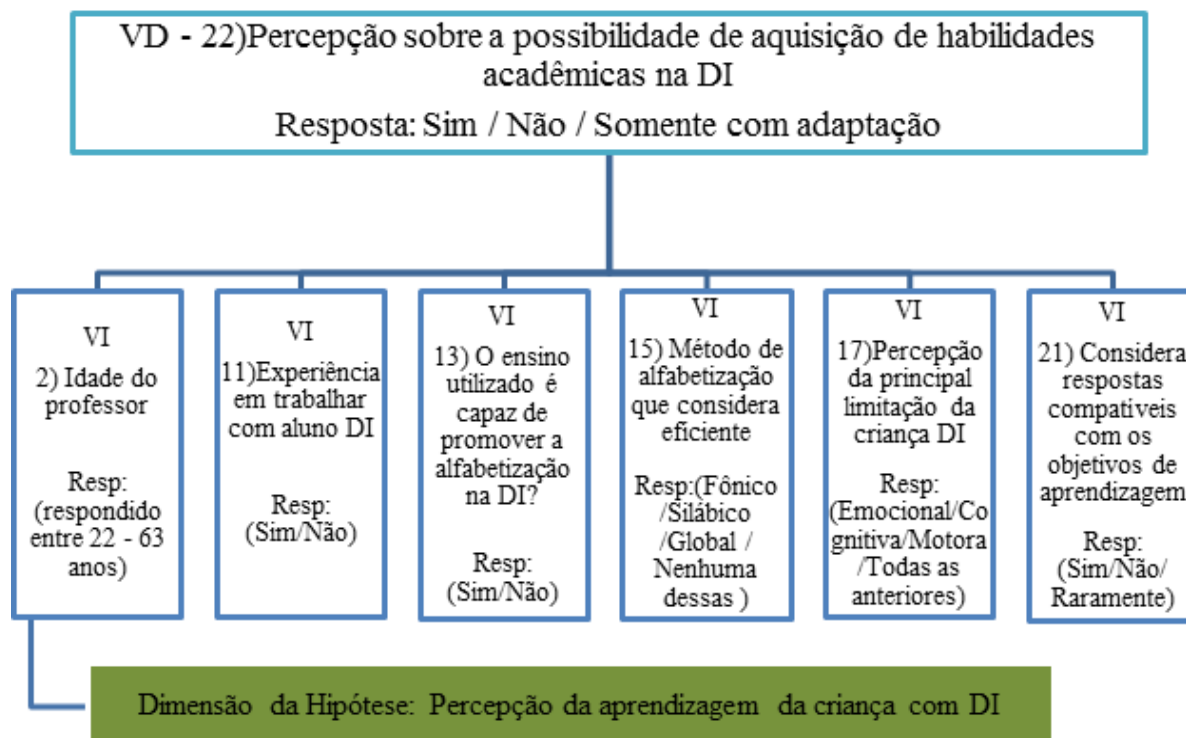 VD - 22)Percepção sobre a possibilidade de aquisição de habilidades
acadêmicas na DI
Resposta: Sim / Não / Somente com adaptação
VI
2) Idade do
professor
Resp:
(respondido
entre 22 - 63
anos)
VI
11)Experiência
em trabalhar
com aluno DI
Resp:
(Sim/Não)
VI
13) O ensino
utilizado é
capaz de
promover a
alfabetização
na DI?
Resp:
(Sim/Não)
VI
15) Método de
alfabetização
que considera
eficiente
Resp:(Fônico
/Silábico
/Global /
Nenhuma
dessas )
VI
17)Percepção
da principal
limitação da
criança DI
Resp:
(Emocional/Co
gnitiva/Motora
/Todas as
anteriores)
VI
21) Considera
respostas
compatíveis
com os
objetivos de
aprendizagem
Resp:
(Sim/Não/
Raramente)
Dimensão da Hipótese: Percepção da aprendizagem da criança com DI